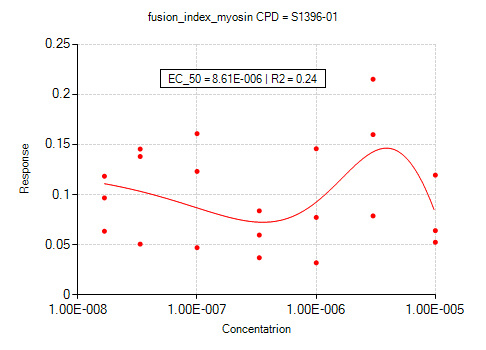 fusion_index_myosin CPD = S1396-01
0.25
EC_50 = 8.61E-006 | R2 = 0.24
0.2
0.15
Response
0.1
0.05
0
1.00E-008 1.00E-007 1.00E-006 1.00E-005
Concentatrion